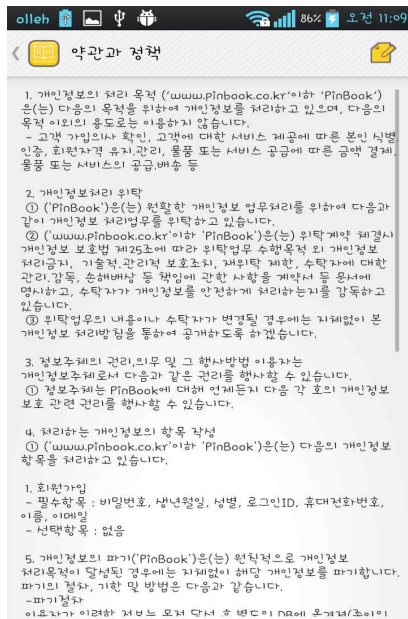 olleh 86% 오전 11:09
약관과 정책
1. 개인정보의 처리 목적 ('www.pinbook.co.kr'이하 'PinBook')
은(는) 다음의 목적을 위하여 개인정보를 처리하고 있으며, 다음의
목적 이외의 용도로는 이용하지 않습니다.
- 고객 가입의사 확인, 고객에 대한 서비스 제공에 따른 본인 식별.
인증, 회원자격 유지.관리, 물품 또는 서비스 공급에 따른 금액 결제,
물품 또는 서비스의 공급.배송 등
2. 개인정보처리 위탁
① ('PinBook')은(는) 원활한 개인정보 업무처리를 위하여 다음과
같이 개인정보 처리업무를 위탁하고 있습니다.
② ('www.pinbook.co.kr'이하 'PinBook')은(는) 위탁계약 체결시
개인정보 보호법 제25조에 따라 위탁업무 수행목적 외 개인정보
처리금지, 기술적.관리적 보호조치, 재위탁 제한, 수탁자에 대한
관리.감독, 손해배상 등 책임에 관한 사항을 계약서 등 문서에
명시하고, 수탁자가 개인정보를 안전하게 처리하는지를 감독하고
있습니다.
③ 위탁업무의 내용이나 수탁자가 변경될 경우에는 지체없이 본
개인정보 처리방침을 통하여 공개하도록 하겠습니다.
3. 정보주체의 권리,의무 및 그 행사방법 이용자는
개인정보주체로서 다음과 같은 권리를 행사할 수 있습니다.
① 정보주체는 PinBook에 대해 언제든지 다음 각 호의 개인정보
보호 관련 권리를 행사할 수 있습니다.
4. 처리하는 개인정보의 항목 작성
① ('www.pinbook.co.kr'이하 'PinBook')은(는) 다음의 개인정보
항목을 처리하고 있습니다.
1. 회원가입
- 필수항목 : 비밀번호, 생년월일, 성별, 로그인ID, 휴대전화번호,
이름, 이메일
- 선택항목 : 없음
5. 개인정보의 파기('PinBook')은(는) 원칙적으로 개인정보
처리목적이 달성된 경우에는 지체없이 해당 개인정보를 파기합니다.
파기의 절차, 기한 및 방법은 다음과 같습니다.
-파기절차
이용자가 입력한 정보는 목적 달성 후 별도의 DB에 옮겨져(종이의